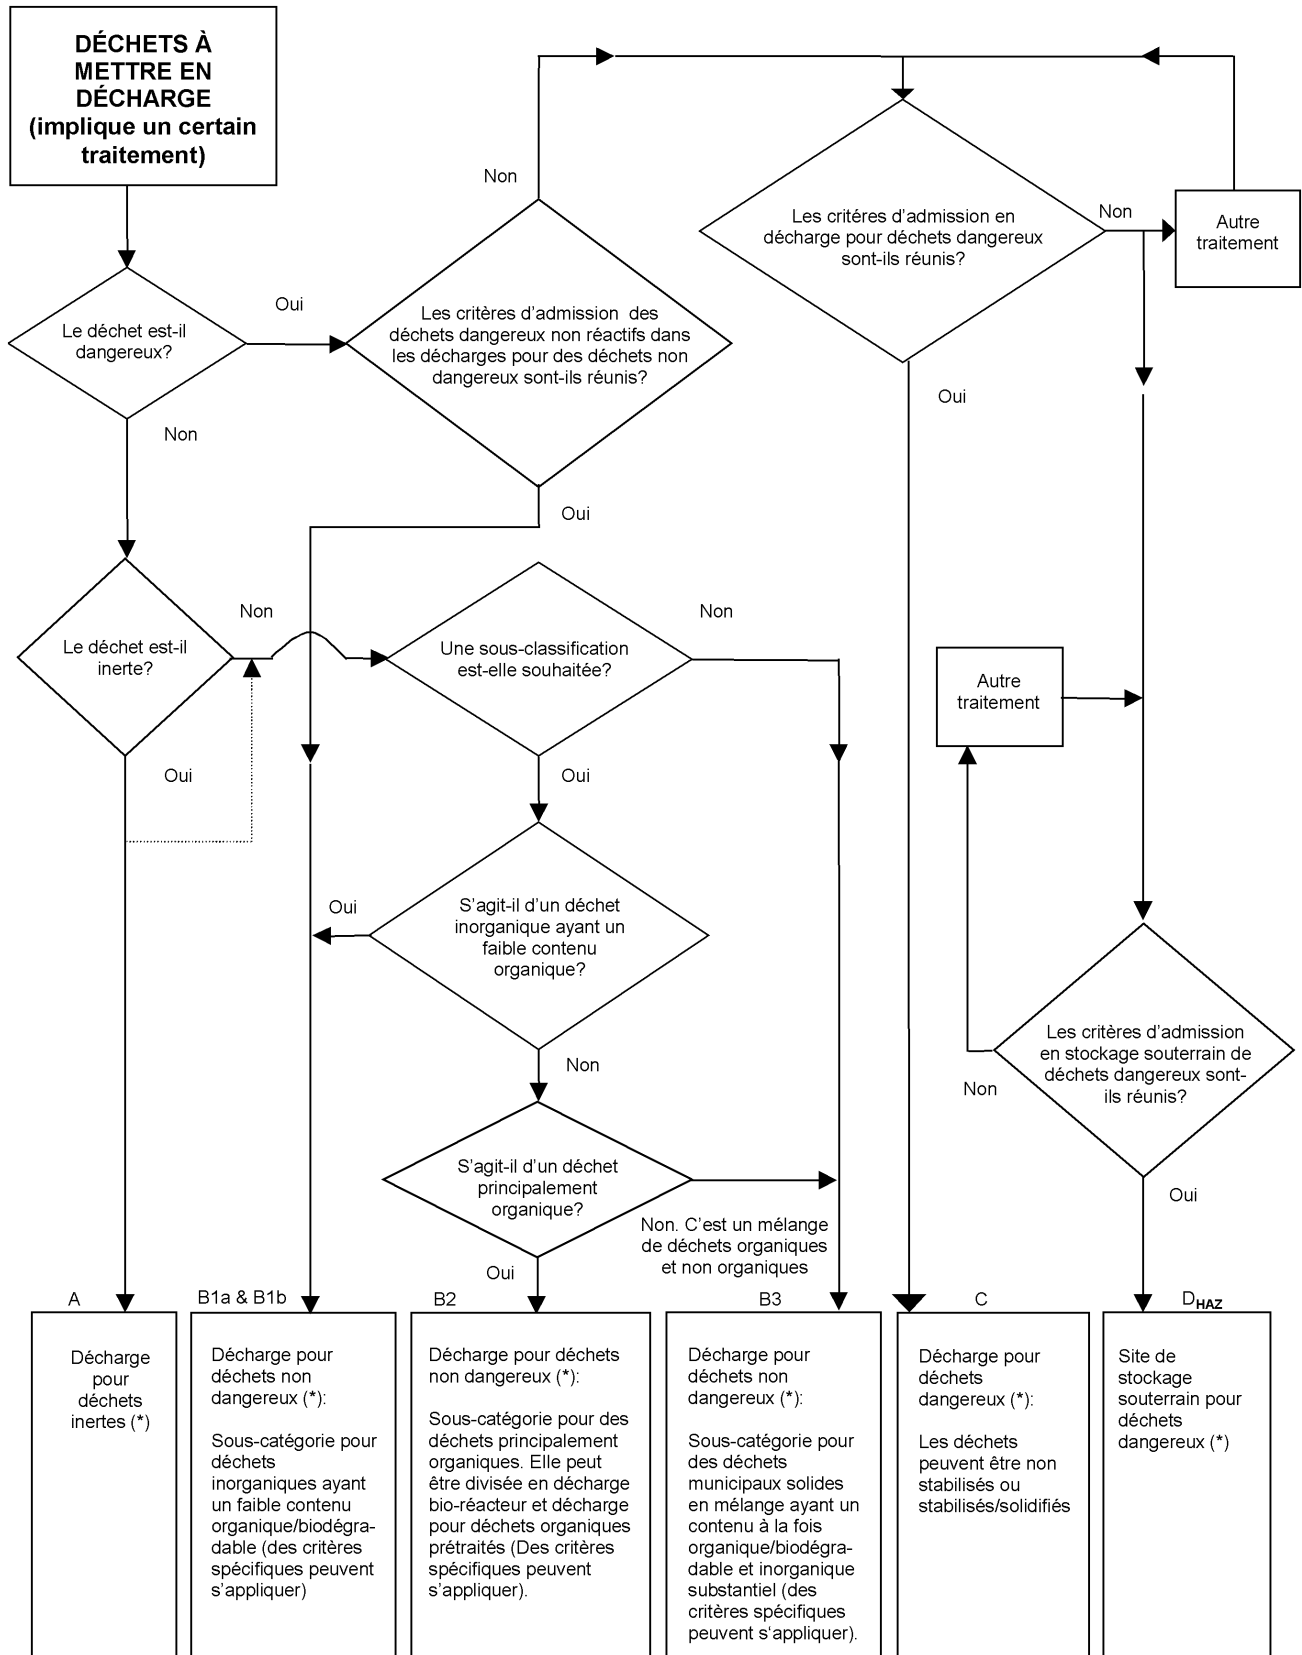 DÉCHETS À
METTRE EN
DÉCHARGE
(implique un certain
traitement)
Non
Les critéres d'admission en
décharge pour déchets dangereux
sont-ils réunis?
Non
Autre
traitement
Le déchet est-il
dangereux?
Oui
Les critères d'admission des
déchets dangereux non réactifs dans
les décharges pour des déchets non
dangereux sont-ils réunis?
Oui
Non
Oui
Le déchet est-il
inerte?
Non
Une sous-classification
est-elle souhaitée?
Non
Autre
traitement
Oui
Oui
Oui
S'agit-il d'un déchet
inorganique ayant un
faible contenu
organique?
Les critères d'admission
en stockage souterrain de
déchets dangereux sont-
ils réunis?
Non
Non
S'agit-il d'un déchet
principalement
organique?
Oui
Non. C'est un mélange
de déchets organiques
et non organiques
Oui
A
Décharge
pour
déchets
inertes (*)
B1a & B1b
Décharge pour
déchets non
dangereux (*):
Sous-catégorie pour
déchets
inorganiques ayant
un faible contenu
organique/biodégra-
dable (des critères
spécifiques peuvent
s'appliquer)
B2
Décharge pour déchets
non dangereux (*):
Sous-catégorie pour des
déchets principalement
organiques. Elle peut
être divisée en décharge
bio-réacteur et décharge
pour déchets organiques
prétraités (Des critères
spécifiques peuvent
s'appliquer).
B3
Décharge pour
déchets non
dangereux (*):
Sous-catégorie pour
des déchets
municipaux solides
en mélange ayant un
contenu à la fois
organique/biodégra-
dable et inorganique
substantiel (des
critères spécifiques
peuvent s'appliquer).
C
Décharge pour
déchets
dangereux (*):
Les déchets
peuvent être non
stabilisés ou
stabilisés/solidifiés
DHAZ
Site de
stockage
souterrain pour
déchets
dangereux (*)